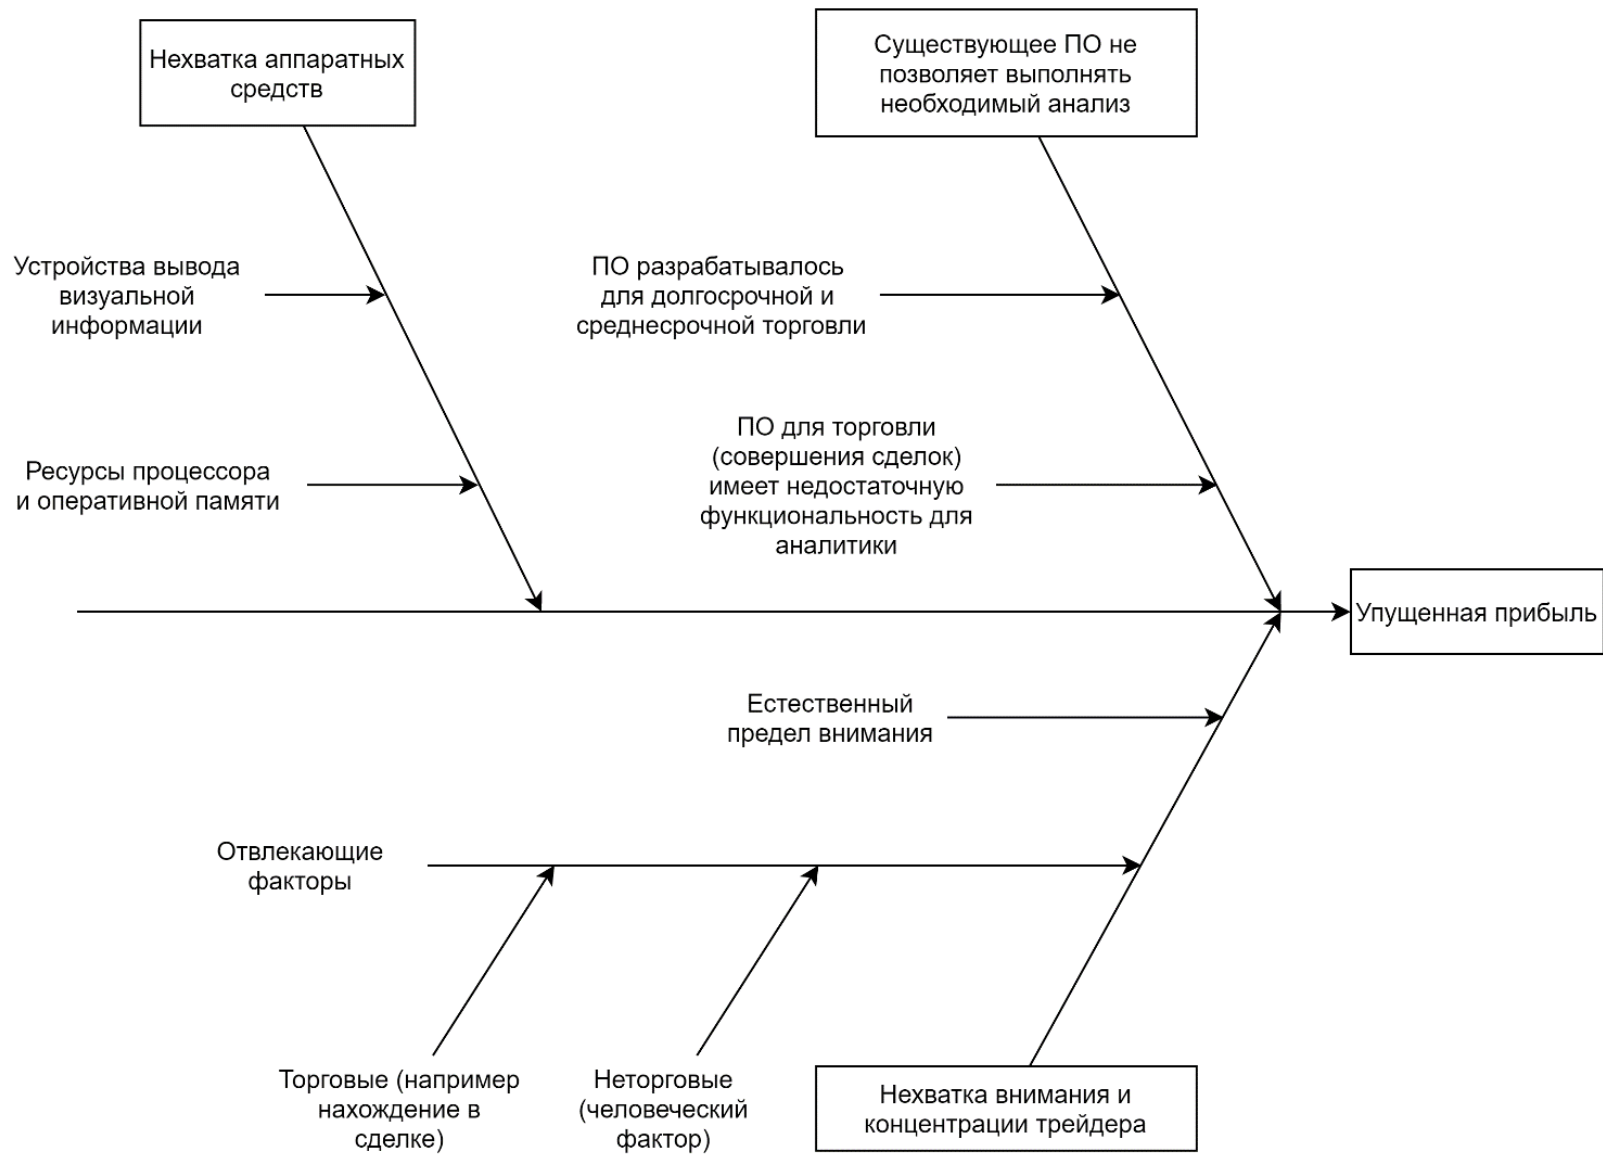 Нехватка аппаратных
средств
Существующее ПО не
позволяет выполнять
необходимый анализ
Устройства вывода
визуальной
информации
ПО разрабатывалось
для долгосрочной и
среднесрочной торговли
Ресурсы процессора
и оперативной памяти
ПО для торговли
(совершения сделок)
имеет недостаточную
функциональность для
аналитики
Упущенная прибыль
Естественный
предел внимания
Отвлекающие
факторы
Торговые (например
нахождение в
сделке)
Неторговые
(человеческий
фактор)
Нехватка внимания и
концентрации трейдера